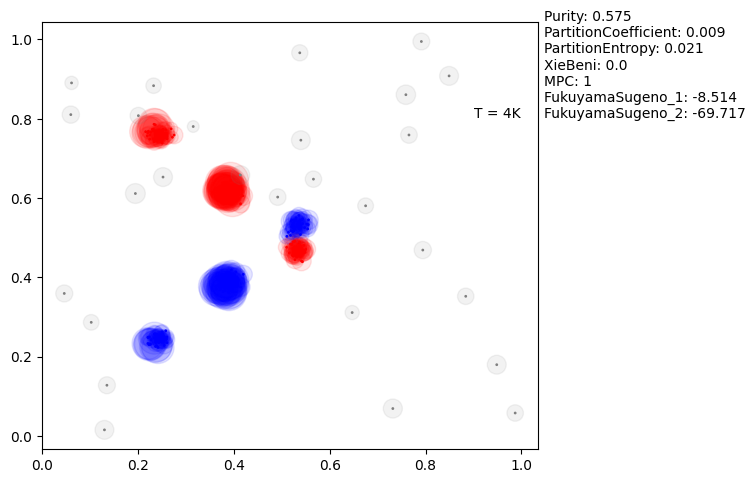 Purity: 0.575
PartitionCoefficient: 0.009
PartitionEntropy: 0.021
XieBeni: 0.0
MPC: 1
FukuyamaSugeno_1: -8.514
FukuyamaSugeno_2: -69.717
T = 4K
1.0
0.8
0.6
0.4
0.2
0.0
0.0 0.2 0.4 0.6 0.8 1.0